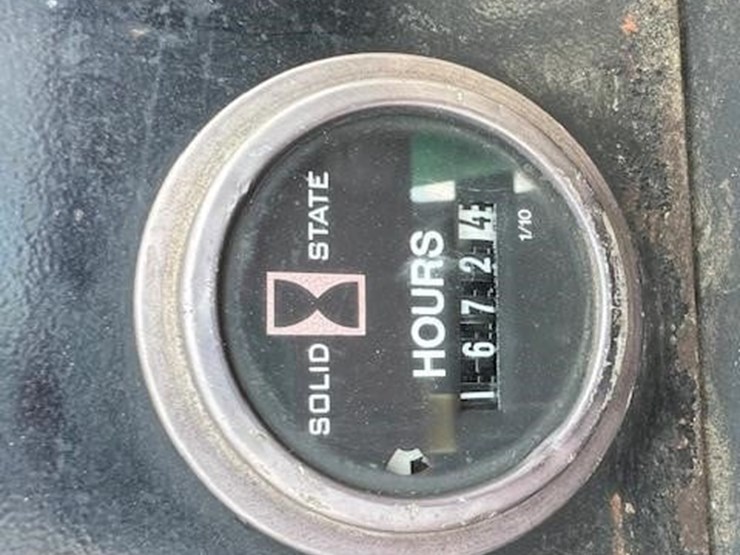 SOLID STATE
HOURS
16724
1/10